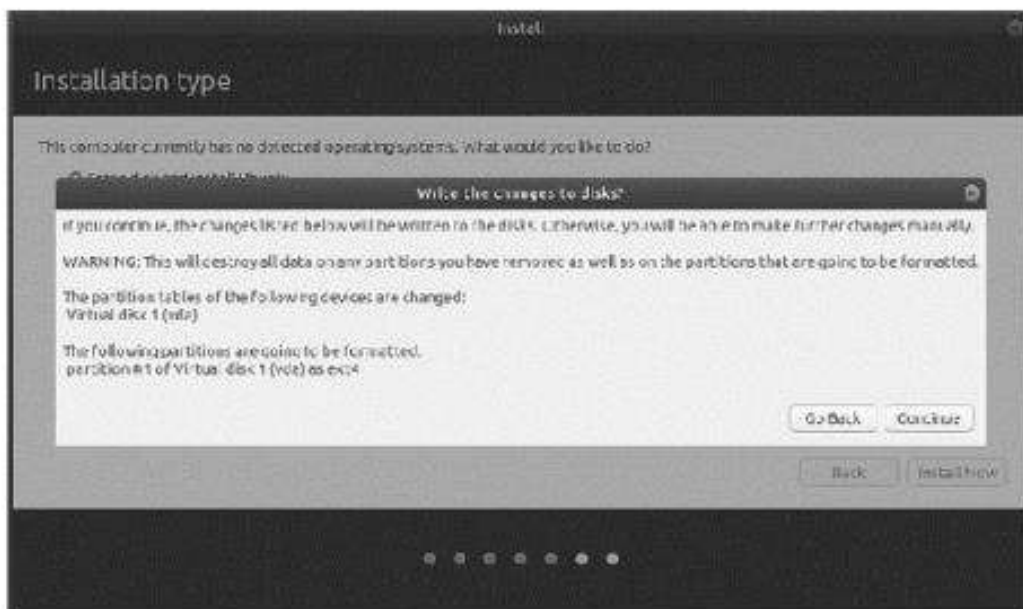 Install
Installation type
This computer currently has no detected operating systems. What would you like to do?
Erase disk and install Ubuntu
Write the changes to disks?
If you continue, the changes listed below will be written to the disks. Otherwise, you will be able to make further changes manually.
WARNING: This will destroy all data on any partitions you have removed as well as on the partitions that are going to be formatted.
The partition tables of the following devices are changed:
Virtual disk 1 (vda)
The following partitions are going to be formatted:
partition #1 of Virtual disk 1 (vda) as ext4
Go Back Continue
Back Install Now